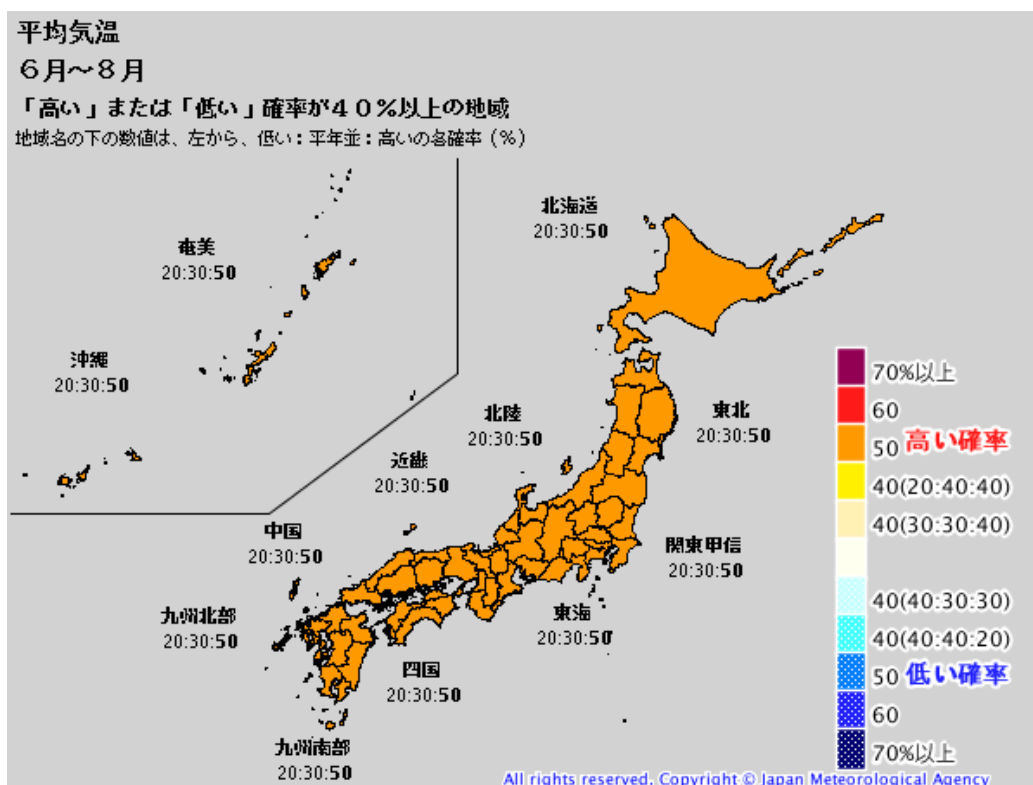 平均気温
6月～8月
「高い」または「低い」確率が40%以上の地域
地域名の下の数値は、左から、低い：平年並：高いの各確率（%）
北海道
20:30:50
奄美
20:30:50
沖縄
20:30:50
北陸
20:30:50
東北
20:30:50
近畿
20:30:50
中国
20:30:50
関東甲信
20:30:50
九州北部
20:30:50
東海
20:30:50
四国
20:30:50
九州南部
20:30:50
70%以上
60
50 高い確率
40(20:40:40)
40(30:30:40)
40(40:30:30)
40(40:40:20)
50 低い確率
60
70%以上
All rights reserved. Copyright © Japan Meteorological Agency